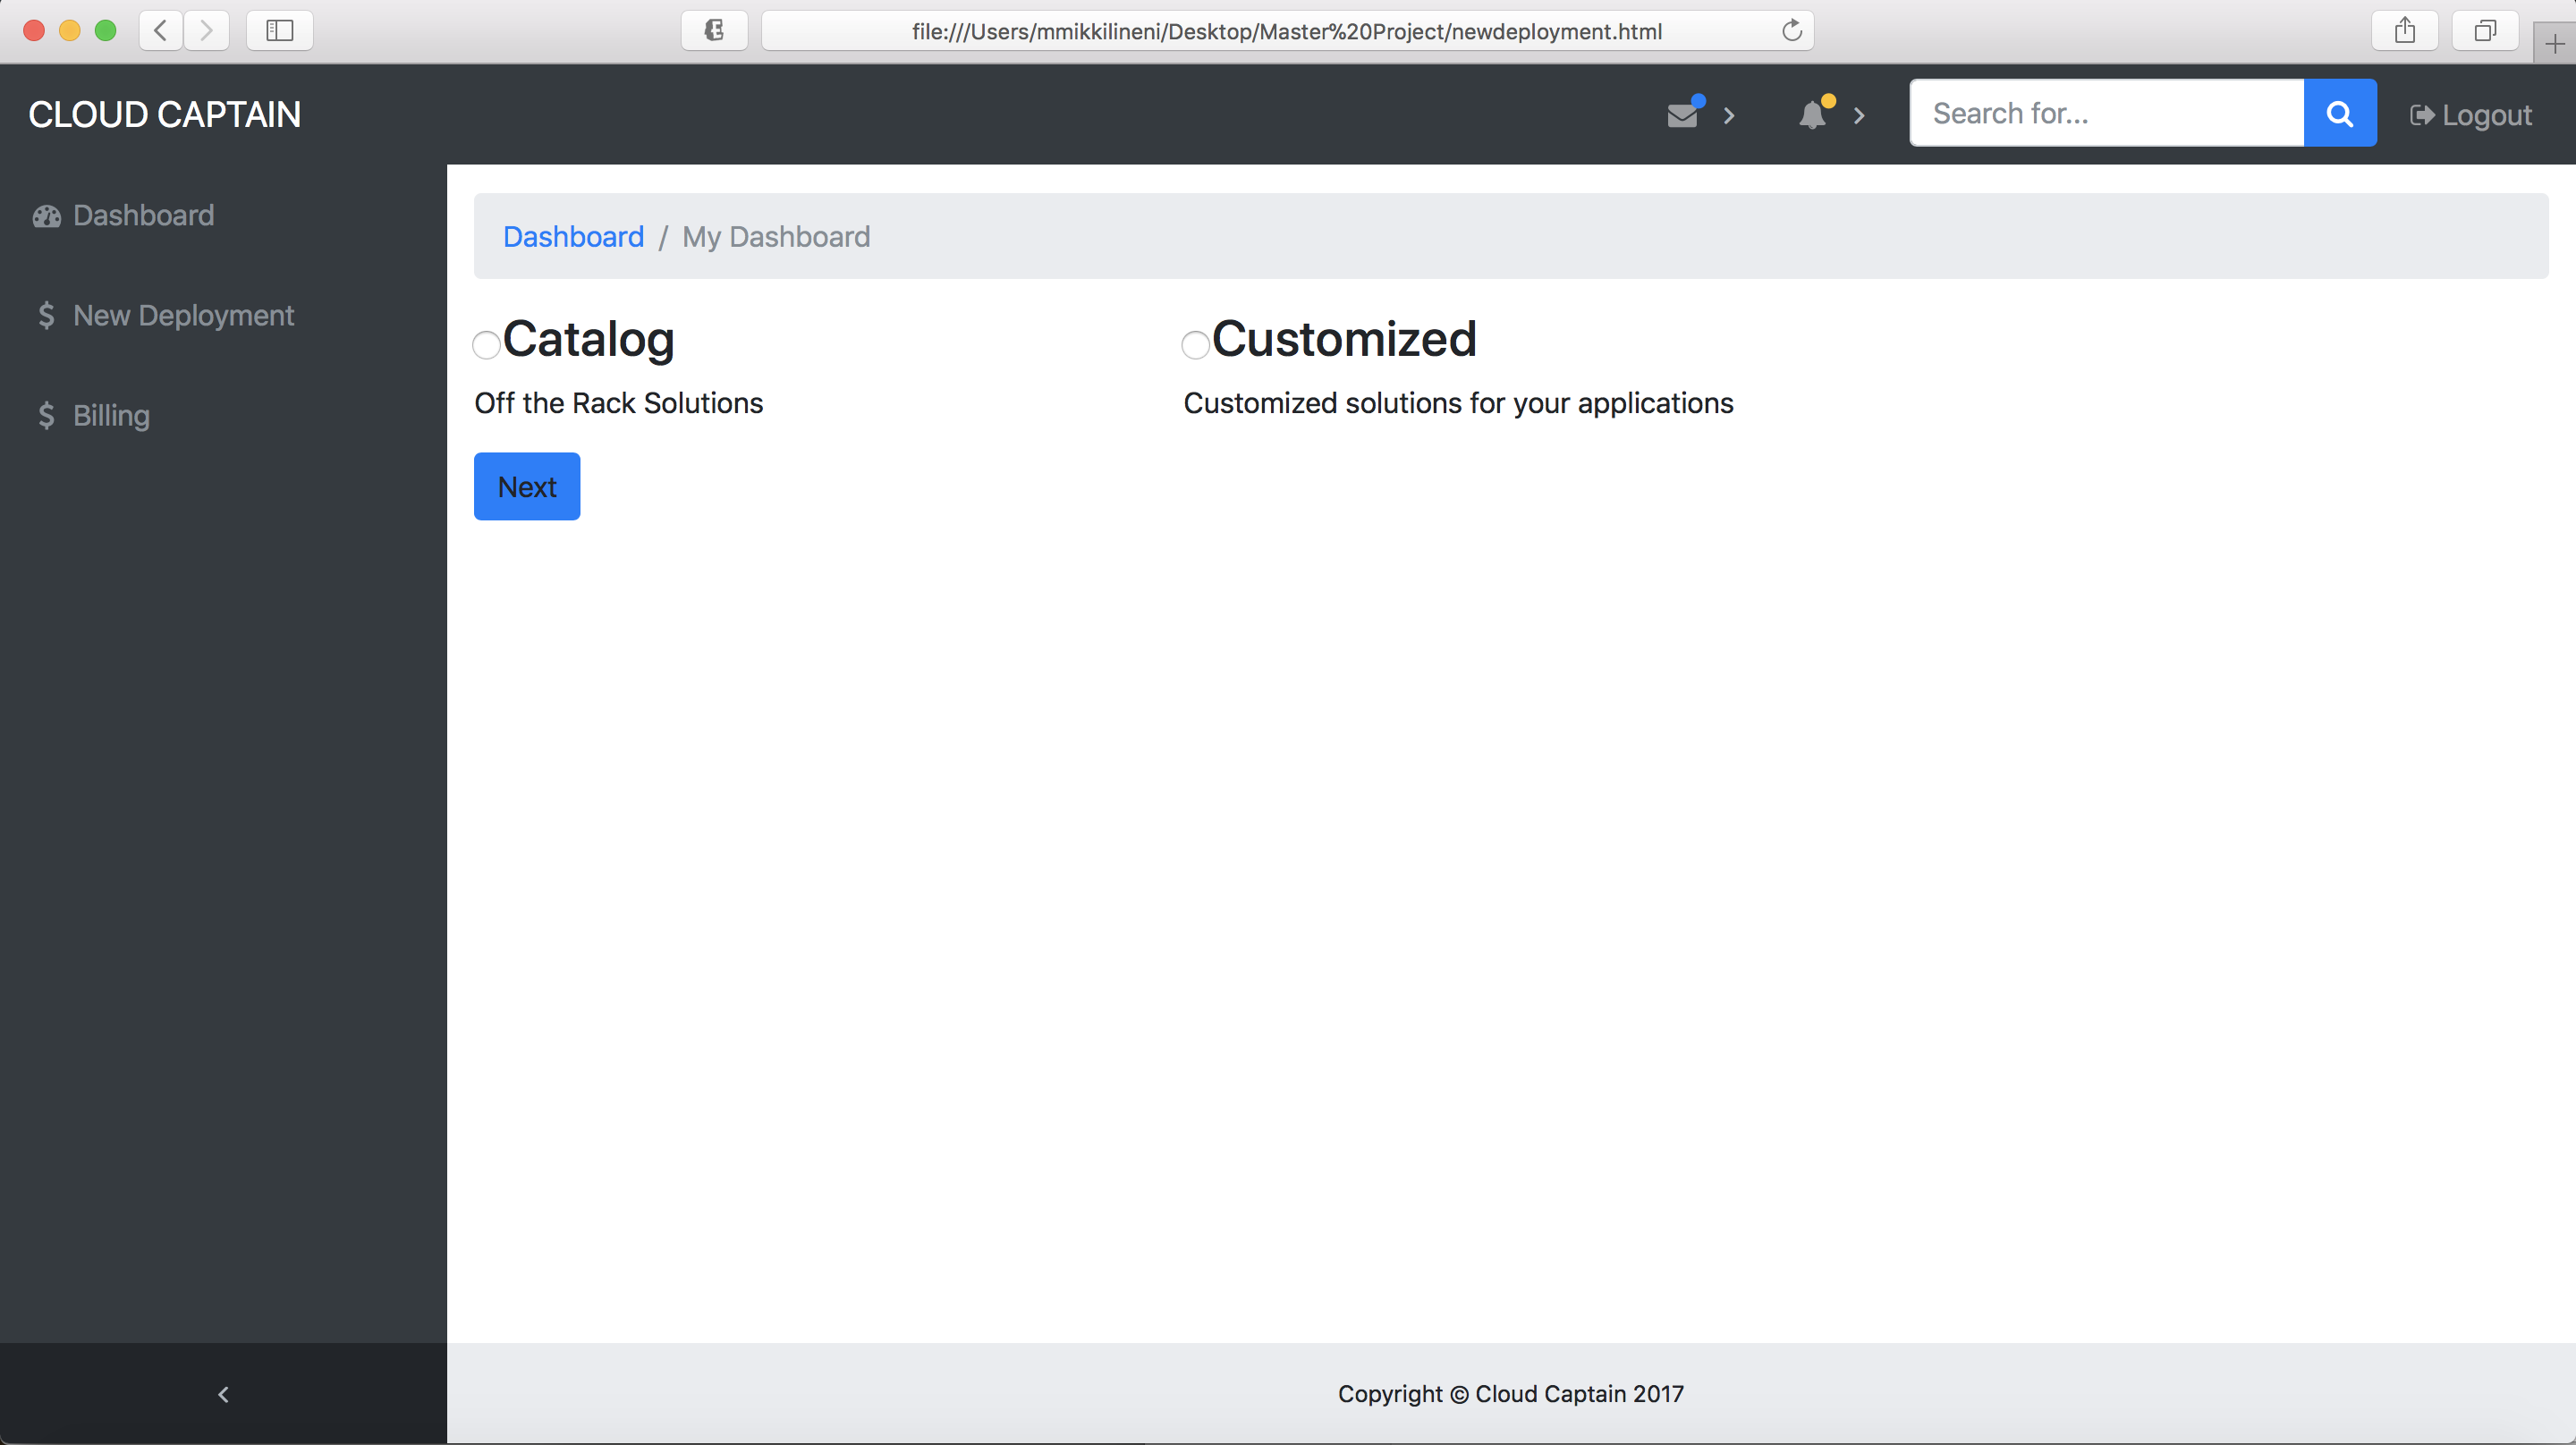 file:///Users/mmikkilineni/Desktop/Master%20Project/newdeployment.html
CLOUD CAPTAIN
Search for...
Logout
Dashboard
New Deployment
Billing
Dashboard / My Dashboard
Catalog
Off the Rack Solutions
Customized
Customized solutions for your applications
Next
Copyright © Cloud Captain 2017